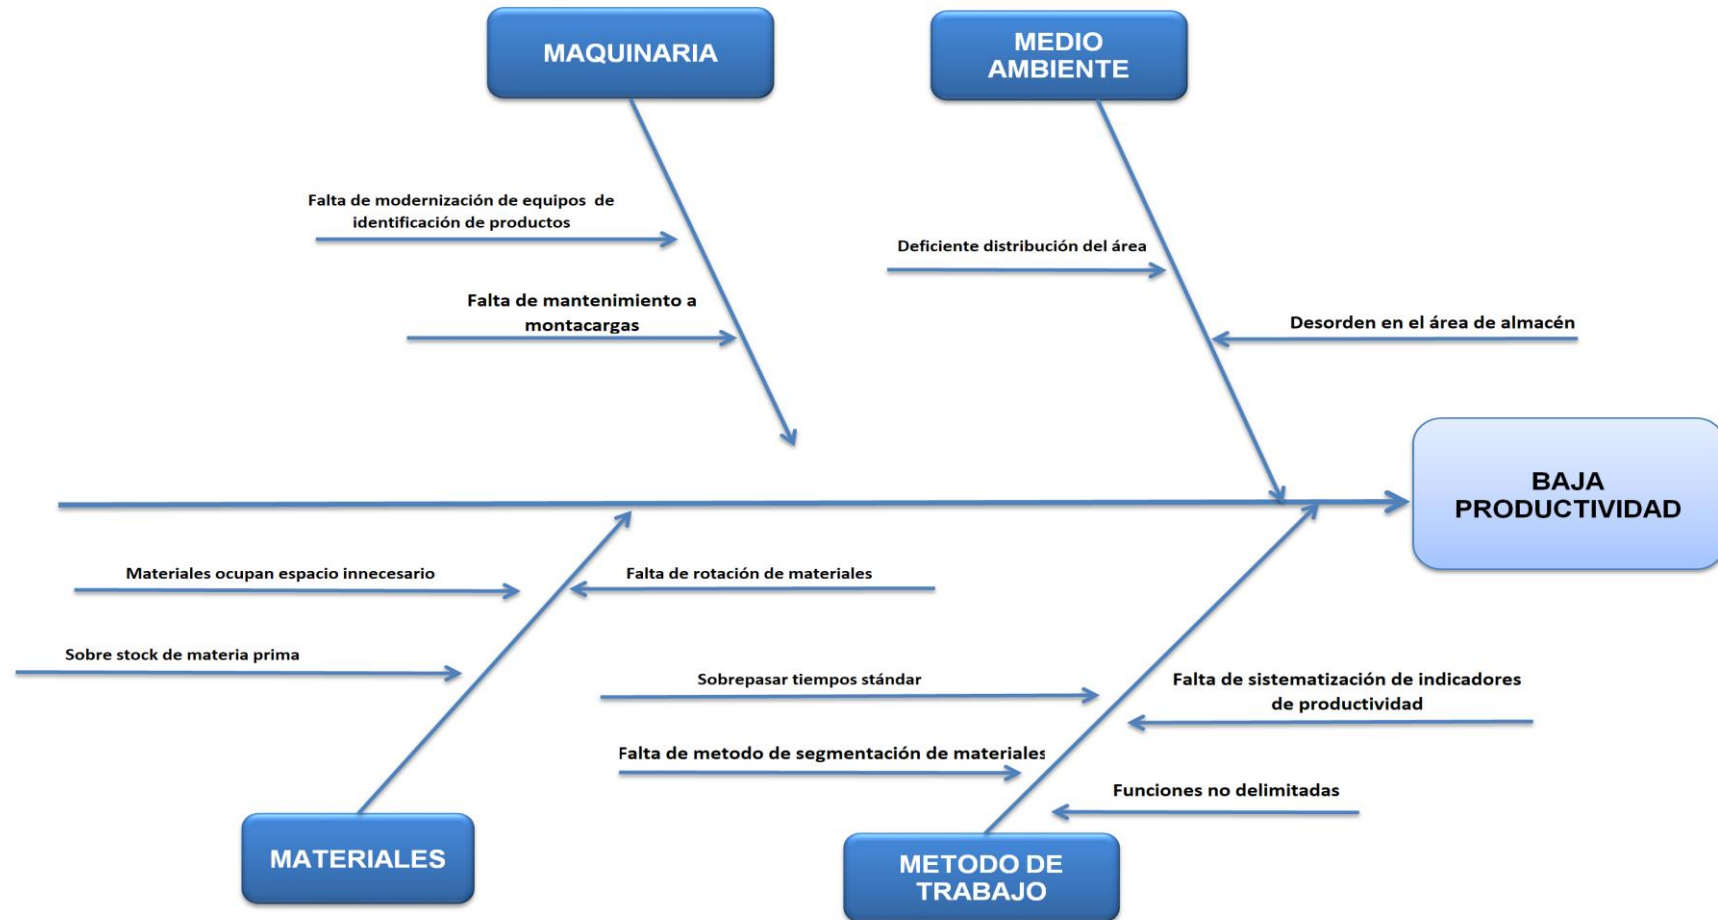 MAQUINARIA
MEDIO
AMBIENTE
Falta de modernización de equipos de
identificación de productos
Deficiente distribución del área
Falta de mantenimiento a
montacargas
Desorden en el área de almacén
BAJA
PRODUCTIVIDAD
Materiales ocupan espacio innecesario
Falta de rotación de materiales
Sobre stock de materia prima
Sobrepasar tiempos stándar
Falta de sistematización de indicadores
de productividad
Falta de metodo de segmentación de materiales
Funciones no delimitadas
MATERIALES
METODO DE
TRABAJO